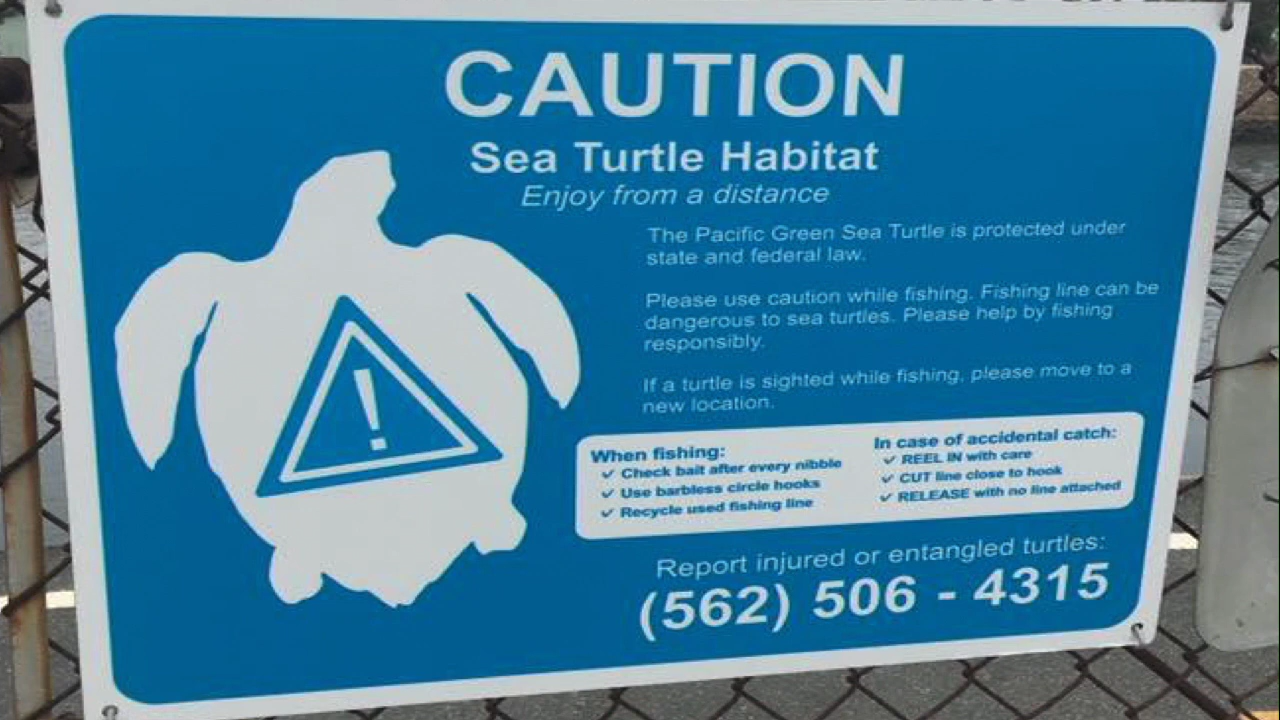 CAUTION
Sea Turtle Habitat
Enjoy from a distance
The Pacific Green Sea Turtle is protected under
state and federal law.
Please use caution while fishing. Fishing line can be
dangerous to sea turtles. Please help by fishing
responsibly.
If a turtle is sighted while fishing, please move to a
new location.
When fishing:
✓ Check bait after every nibble
✓ Use barbless circle hooks
✓ Recycle used fishing line
In case of accidental catch:
✓ REEL IN with care
✓ CUT line close to hook
✓ RELEASE with no line attached
Report injured or entangled turtles:
(562) 506 - 4315